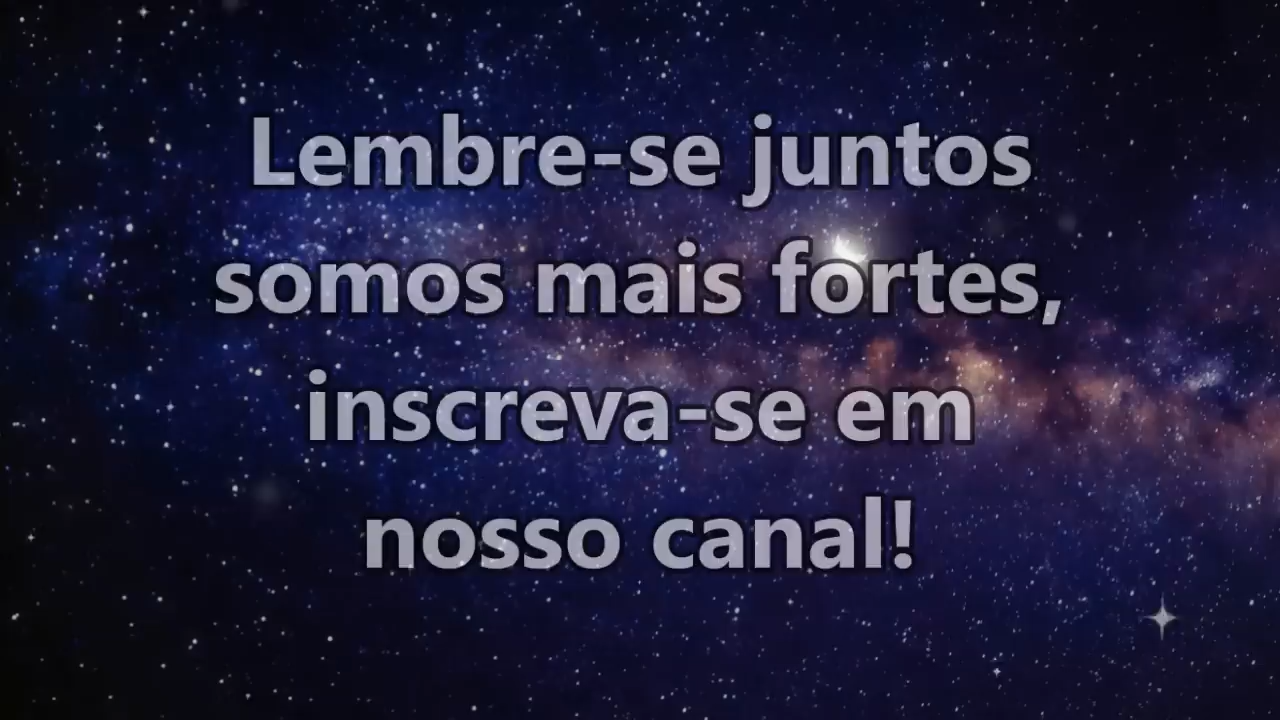 Lembre-se juntos
somos mais fortes,
inscreva-se em
nosso canal!